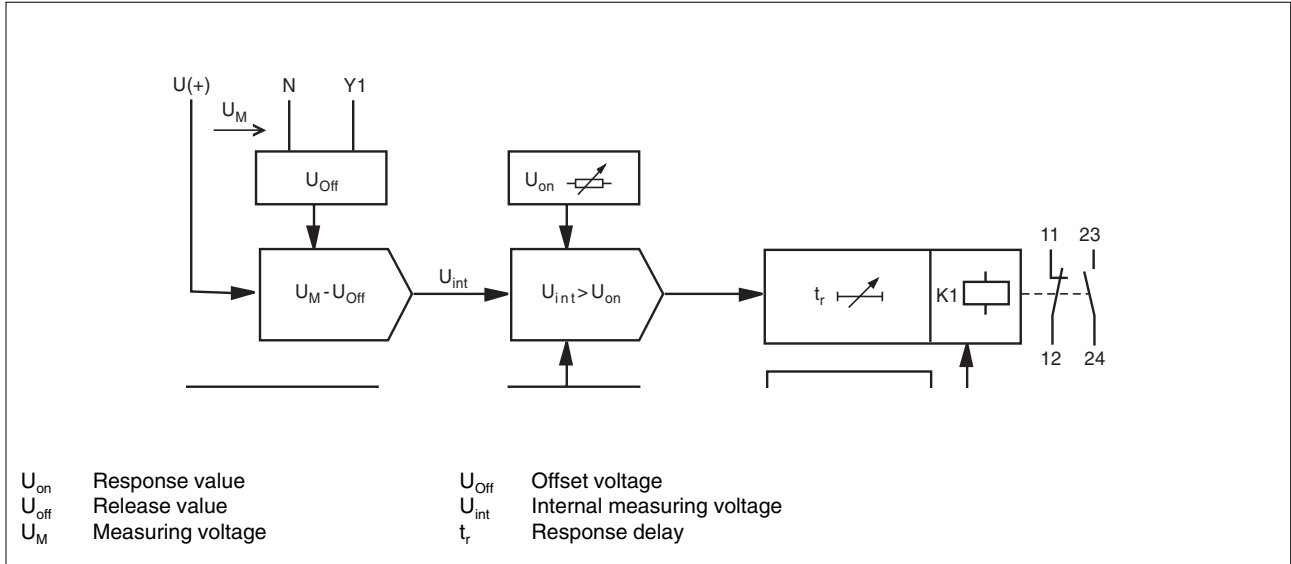 U(+) N Y1
U_M
U_Off
U_on
11 23
U_M - U_Off
U_int
U_int > U_on
t_r
K1
12 24
U_on Response value
U_off Release value
U_M Measuring voltage
U_Off Offset voltage
U_int Internal measuring voltage
t_r Response delay